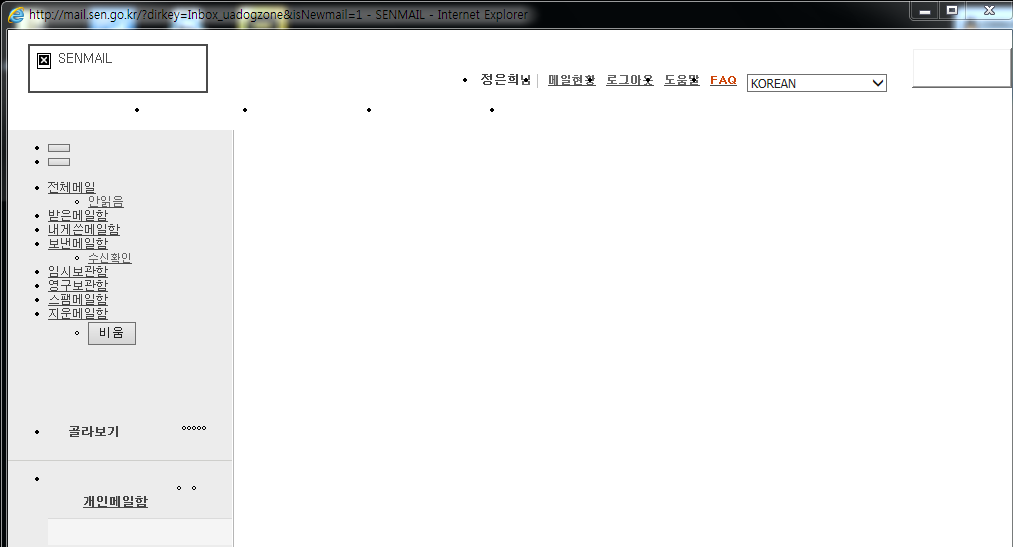 http://mail.sen.go.kr/?dirkey=Inbox_uadogzone&isNewmail=1 - SENMAIL - Internet Explorer
SENMAIL
정은희님 메일현황 로그아웃 도움말 FAQ KOREAN
전체메일
안읽음
받은메일함
내게쓴메일함
보낸메일함
수신확인
임시보관함
영구보관함
스팸메일함
지운메일함
비움
골라보기
개인메일함